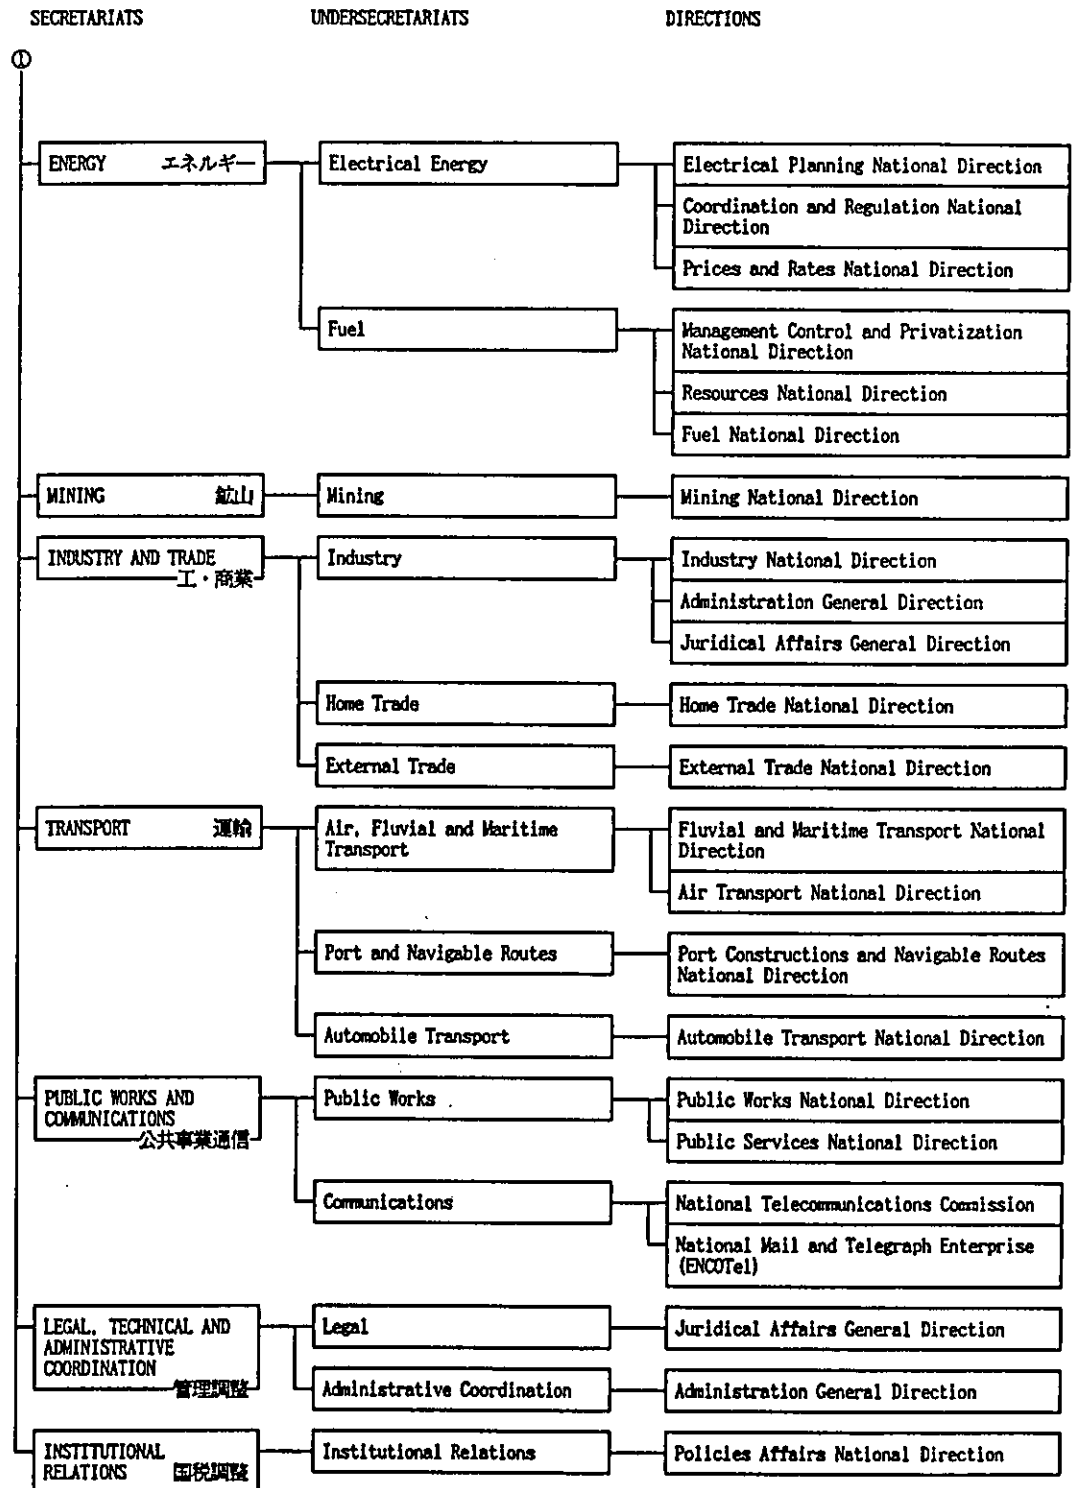 SECRETARIATS UNDERSECRETARIATS DIRECTIONS
①
ENERGY エネルギー
Electrical Energy
Electrical Planning National Direction
Coordination and Regulation National
Direction
Prices and Rates National Direction
Fuel
Management Control and Privatization
National Direction
Resources National Direction
Fuel National Direction
MINING 鉱山
Mining
Mining National Direction
INDUSTRY AND TRADE
工・商業
Industry
Industry National Direction
Administration General Direction
Juridical Affairs General Direction
Home Trade
Home Trade National Direction
External Trade
External Trade National Direction
TRANSPORT 運輸
Air, Fluvial and Maritime
Transport
Fluvial and Maritime Transport National
Direction
Air Transport National Direction
Port and Navigable Routes
Port Constructions and Navigable Routes
National Direction
Automobile Transport
Automobile Transport National Direction
PUBLIC WORKS AND
COMMUNICATIONS
公共事業通信
Public Works
Public Works National Direction
Public Services National Direction
Communications
National Telecommunications Commission
National Mail and Telegraph Enterprise
(ENCOTel)
LEGAL, TECHNICAL AND
ADMINISTRATIVE
COORDINATION
管理調整
Legal
Juridical Affairs General Direction
Administrative Coordination
Administration General Direction
INSTITUTIONAL
RELATIONS 国税調整
Institutional Relations
Policies Affairs National Direction